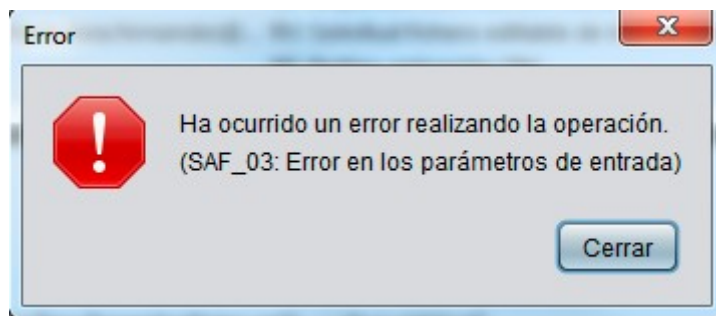 Error
Ha ocurrido un error realizando la operación.
(SAF_03: Error en los parámetros de entrada)
Cerrar